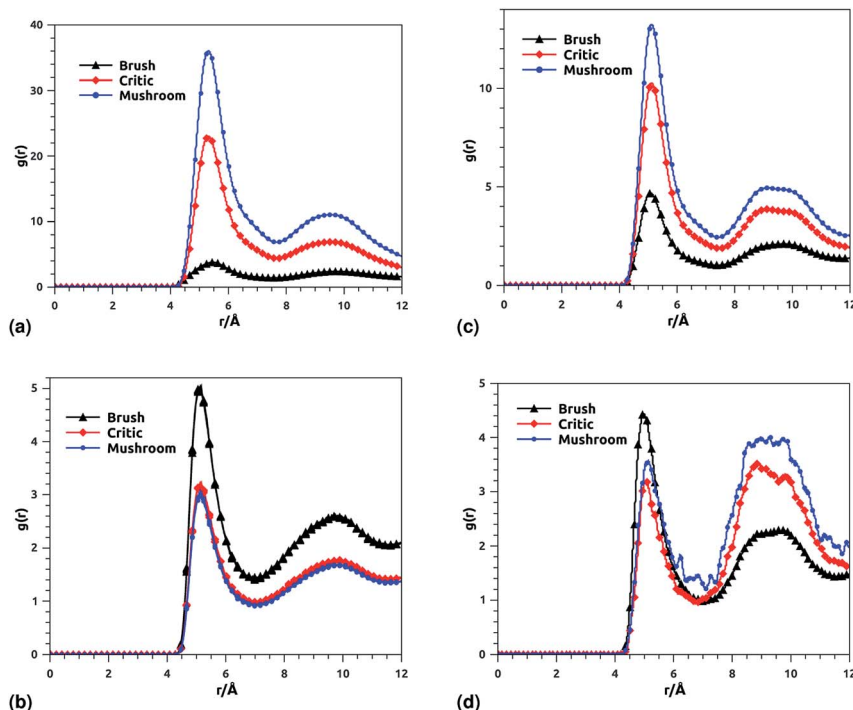 40
30
20
10
0
g(r)
Brush
Critic
Mushroom
0 2 4 6 8 10 12
r/Å
(a)
10
5
0
g(r)
Brush
Critic
Mushroom
0 2 4 6 8 10 12
r/Å
(c)
5
4
3
2
1
0
g(r)
Brush
Critic
Mushroom
0 2 4 6 8 10 12
r/Å
(b)
5
4
3
2
1
0
g(r)
Brush
Critic
Mushroom
0 2 4 6 8 10 12
r/Å
(d)